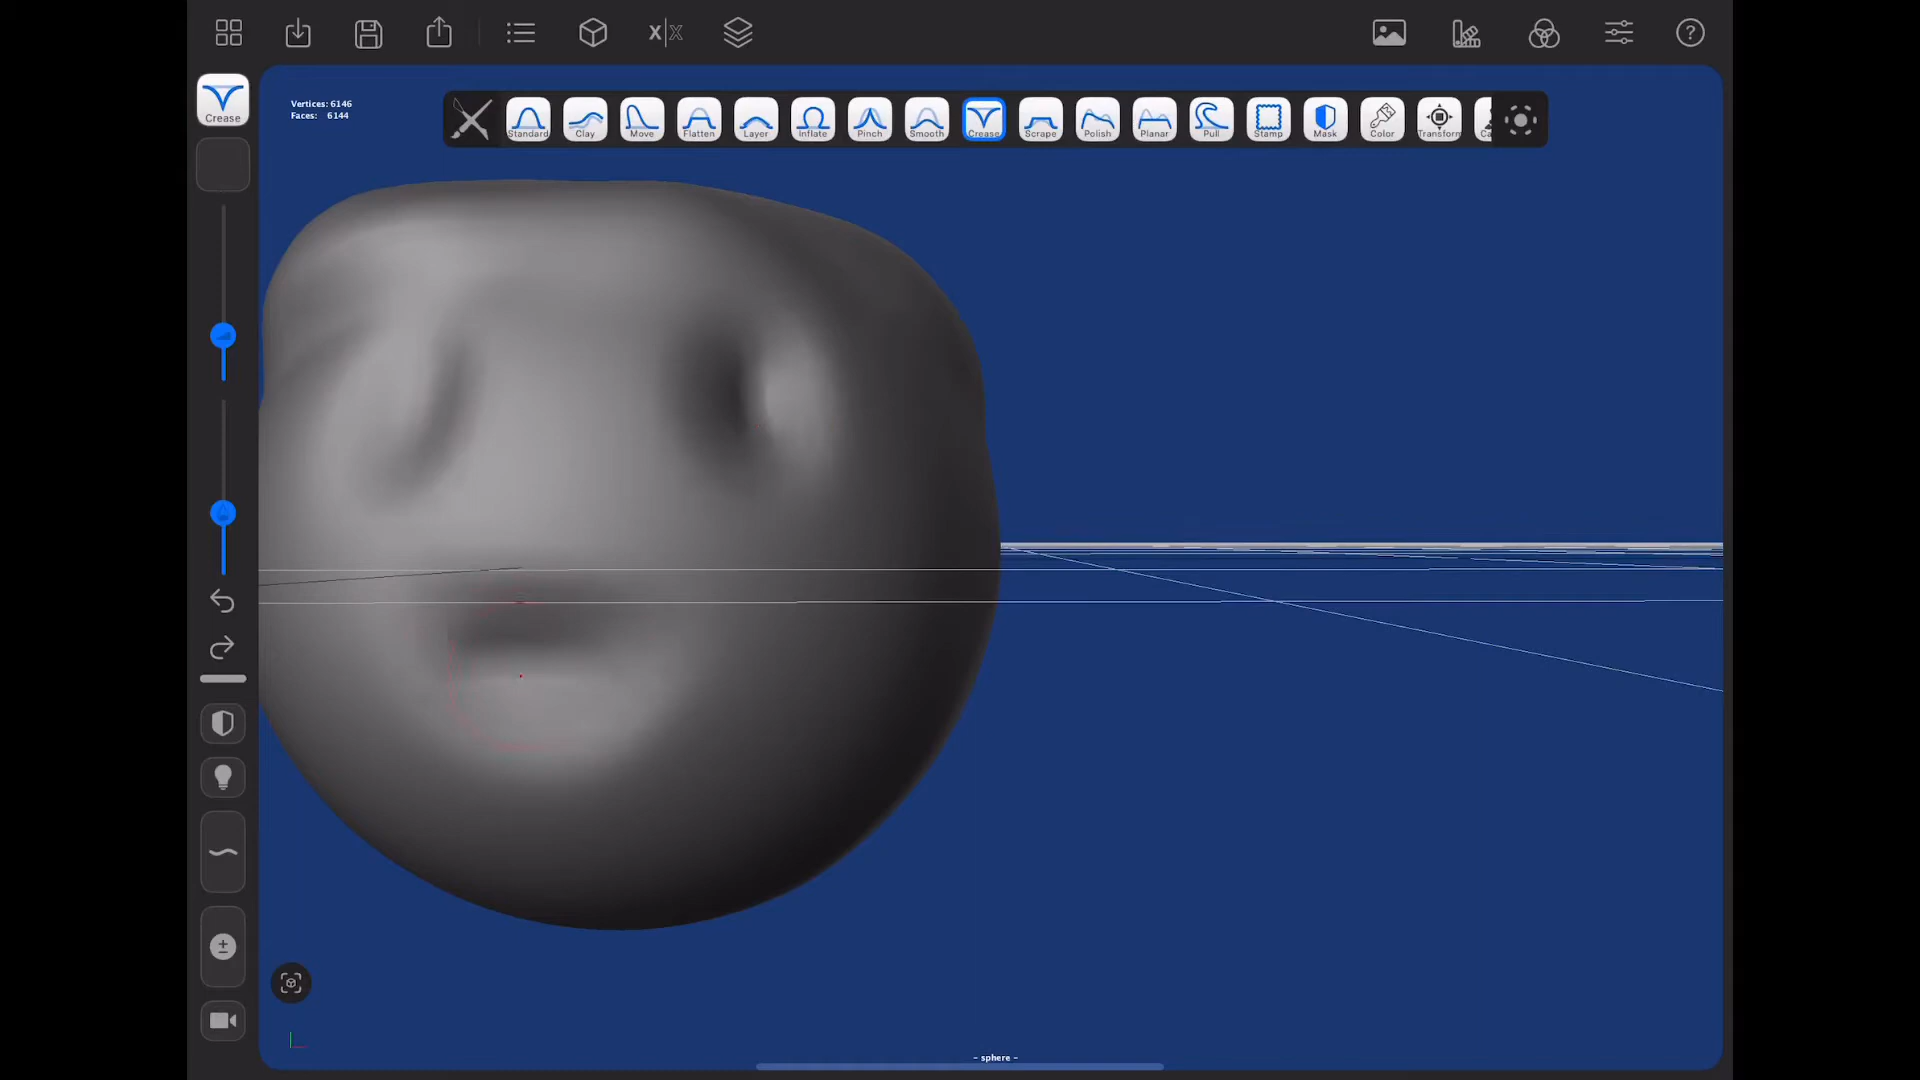 Crease
Vertices: 6146
Faces: 6144
Standard
Clay
Move
Flatten
Layer
Inflate
Pinch
Smooth
Crease
Scrape
Polish
Planar
Pull
Stamp
Mask
Color
Transform
Ca
- sphere -